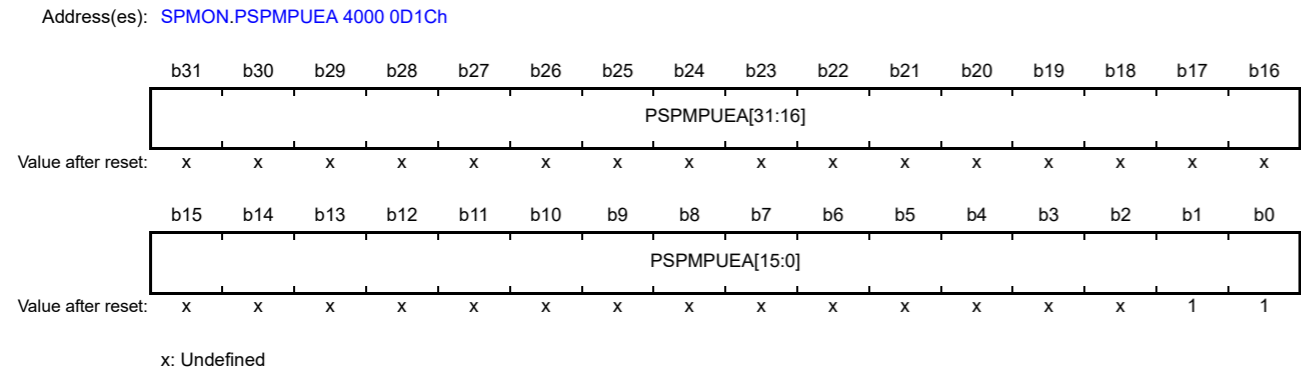 Address(es): SPMON.PSPMPUEA 4000 0D1Ch
b31 b30 b29 b28 b27 b26 b25 b24 b23 b22 b21 b20 b19 b18 b17 b16
PSPMPUEA[31:16]
Value after reset: x x x x x x x x x x x x x x x x
b15 b14 b13 b12 b11 b10 b9 b8 b7 b6 b5 b4 b3 b2 b1 b0
PSPMPUEA[15:0]
Value after reset: x x x x x x x x x x x x x x 1 1
x: Undefined